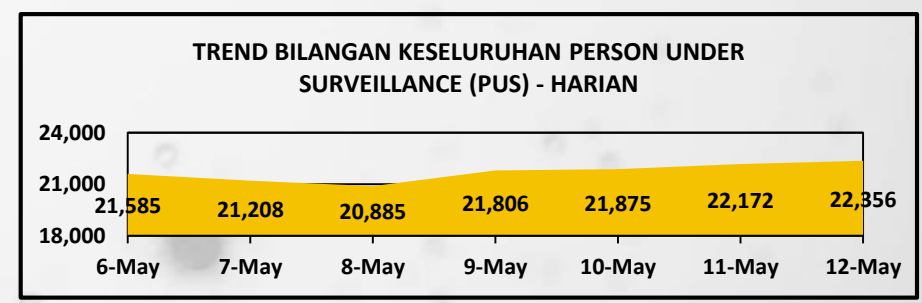 TREND BILANGAN KESELURUHAN PERSON UNDER
SURVEILLANCE (PUS) - HARIAN
24,000
21,000
18,000
21,585 21,208 20,885 21,806 21,875 22,172 22,356
6-May 7-May 8-May 9-May 10-May 11-May 12-May